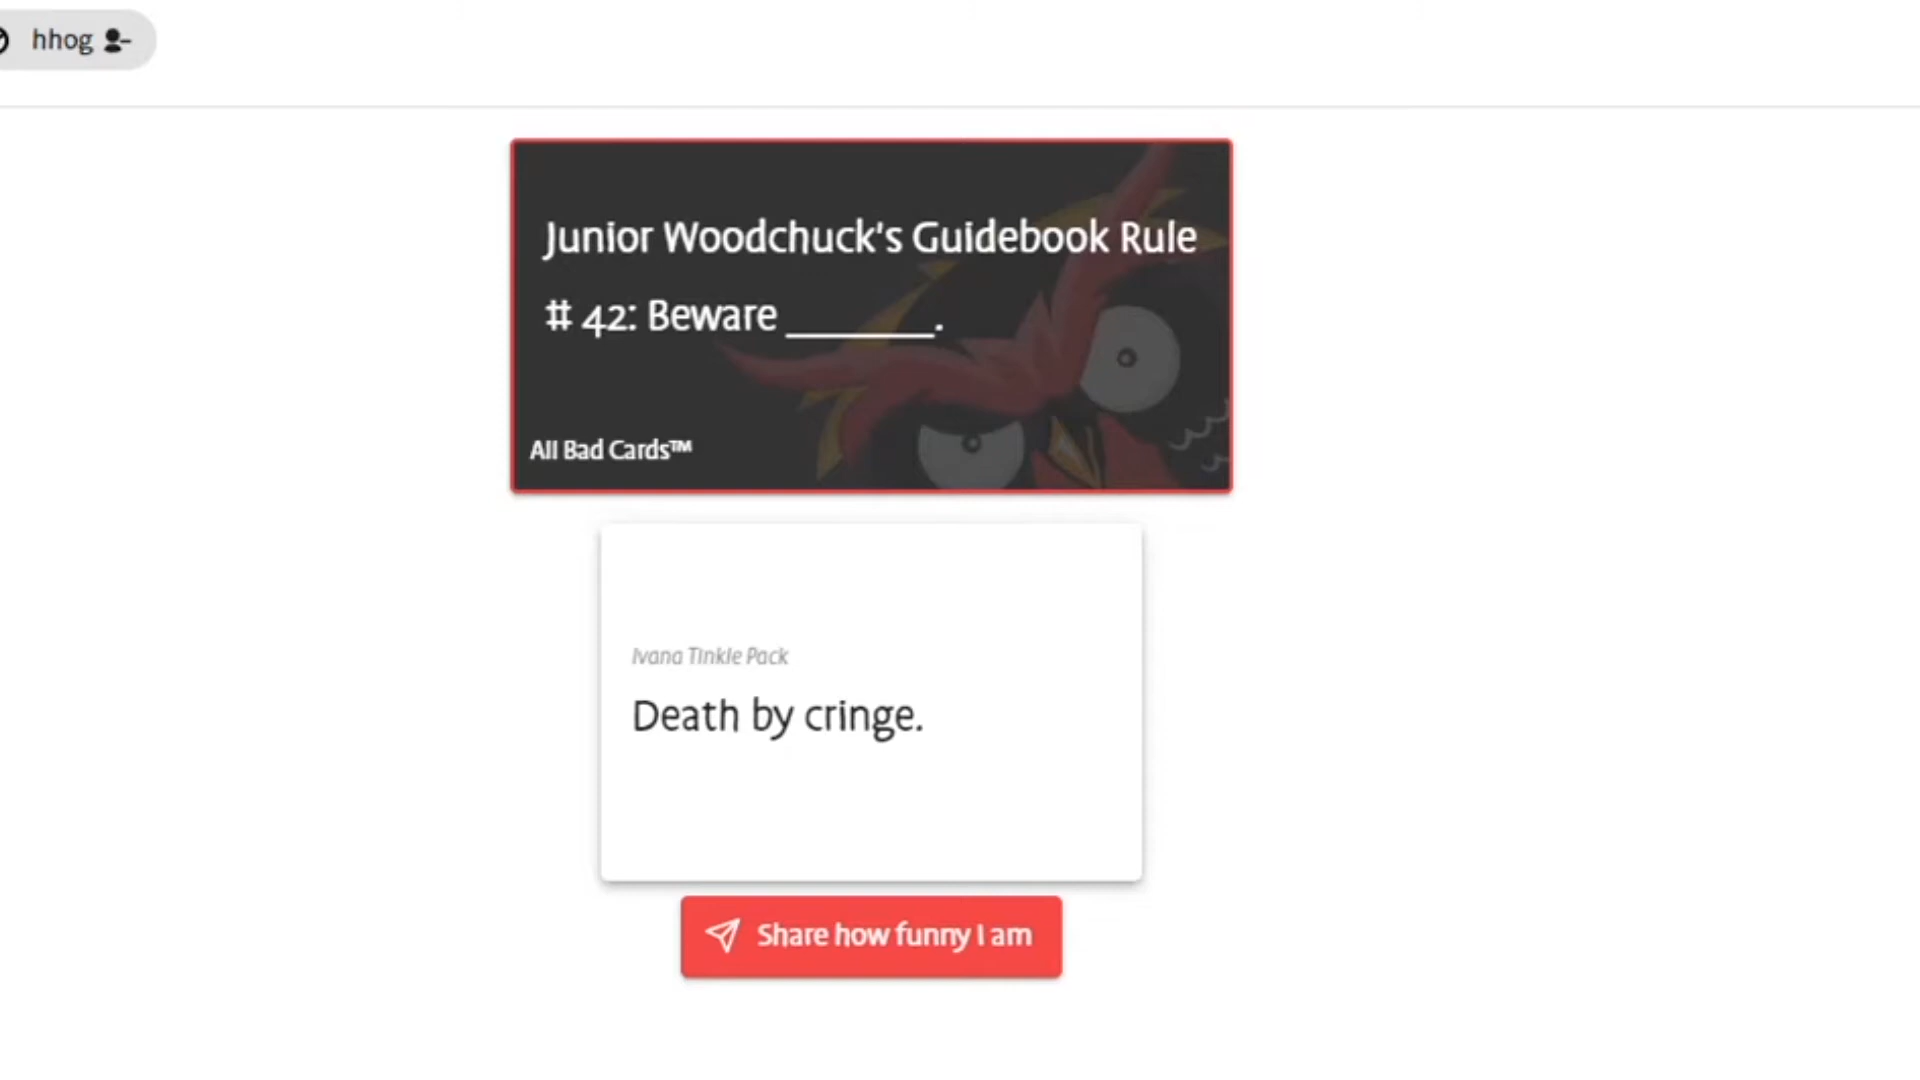 hhog
Junior Woodchuck's Guidebook Rule
# 42: Beware _______.
All Bad Cards™
Ivana Tinkle Pack
Death by cringe.
Share how funny I am